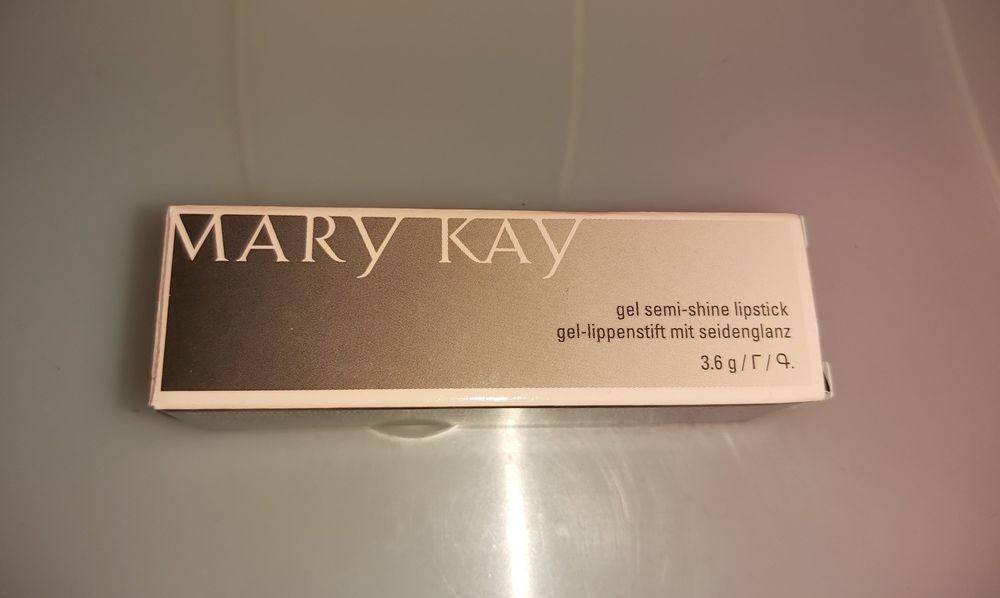 MARY KAY
gel semi-shine lipstick
gel-lippenstift mit seidenglanz
3.6 g / Г / Գ.